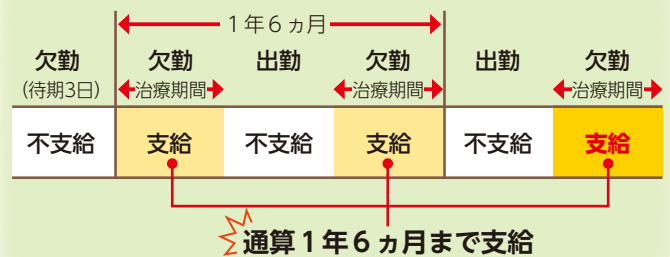 1年6ヵ月
欠勤 欠勤 出勤 欠勤 出勤 欠勤
(待期3日) 治療期間 治療期間 治療期間
不支給 支給 不支給 支給 不支給 支給
通算1年6ヵ月まで支給